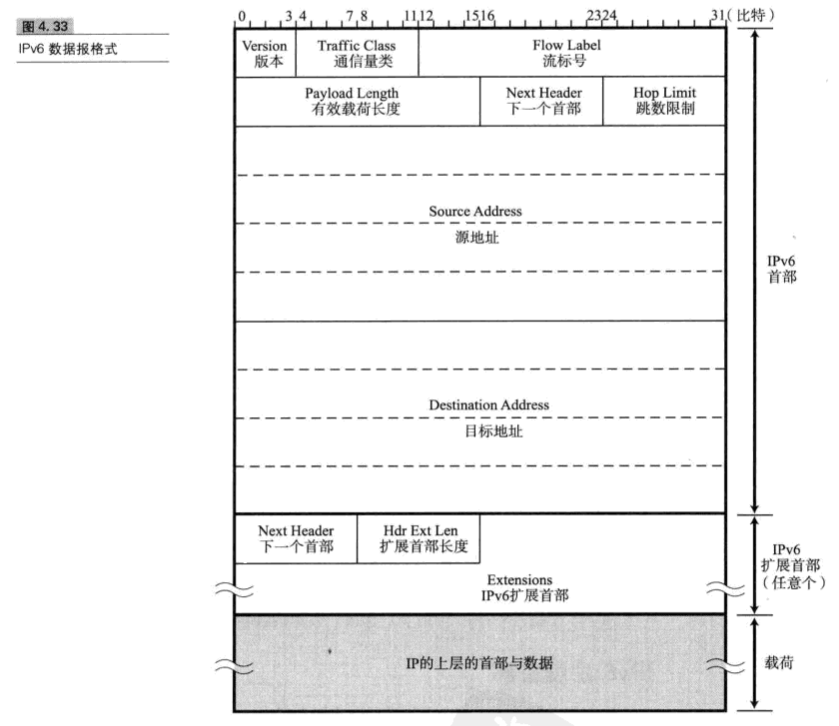 图 4.33
IPv6 数据报格式
0 3 4 7 8 11 12 15 16 23 24 31 (比特)
Version
版本
Traffic Class
通信量类
Flow Label
流标号
Payload Length
有效载荷长度
Next Header
下一个首部
Hop Limit
跳数限制
Source Address
源地址
IPv6
首部
Destination Address
目标地址
Next Header
下一个首部
Hdr Ext Len
扩展首部长度
Extensions
IPv6扩展首部
IPv6
扩展首部
(任意个)
IP的上层的首部与数据
载荷